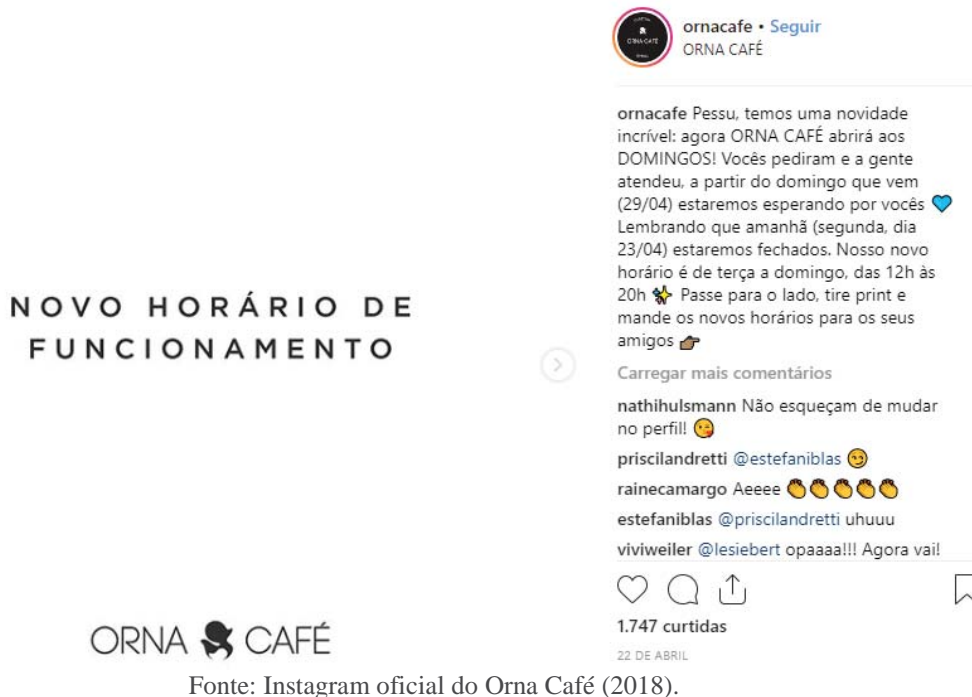 NOVO HORÁRIO DE
FUNCIONAMENTO
ORNA CAFÉ
ornacafe • Seguir
ORNA CAFÉ
ornacafe Pessu, temos uma novidade
incrível: agora ORNA CAFÉ abrirá aos
DOMINGOS! Vocês pediram e a gente
atendeu, a partir do domingo que vem
(29/04) estaremos esperando por vocês 💙
Lembrando que amanhã (segunda, dia
23/04) estaremos fechados. Nosso novo
horário é de terça a domingo, das 12h às
20h ✨ Passe para o lado, tire print e
mande os novos horários para os seus
amigos 👉🏽
Carregar mais comentários
nathihulsmann Não esqueçam de mudar
no perfil! 😘
priscilandretti @estefaniblas 😏
rainecamargo Aeeee 👏👏👏👏👏
estefaniblas @priscilandretti uhuuu
viviweiler @lesiebert opaaaa!!! Agora vai!
1.747 curtidas
22 DE ABRIL
Fonte: Instagram oficial do Orna Café (2018).